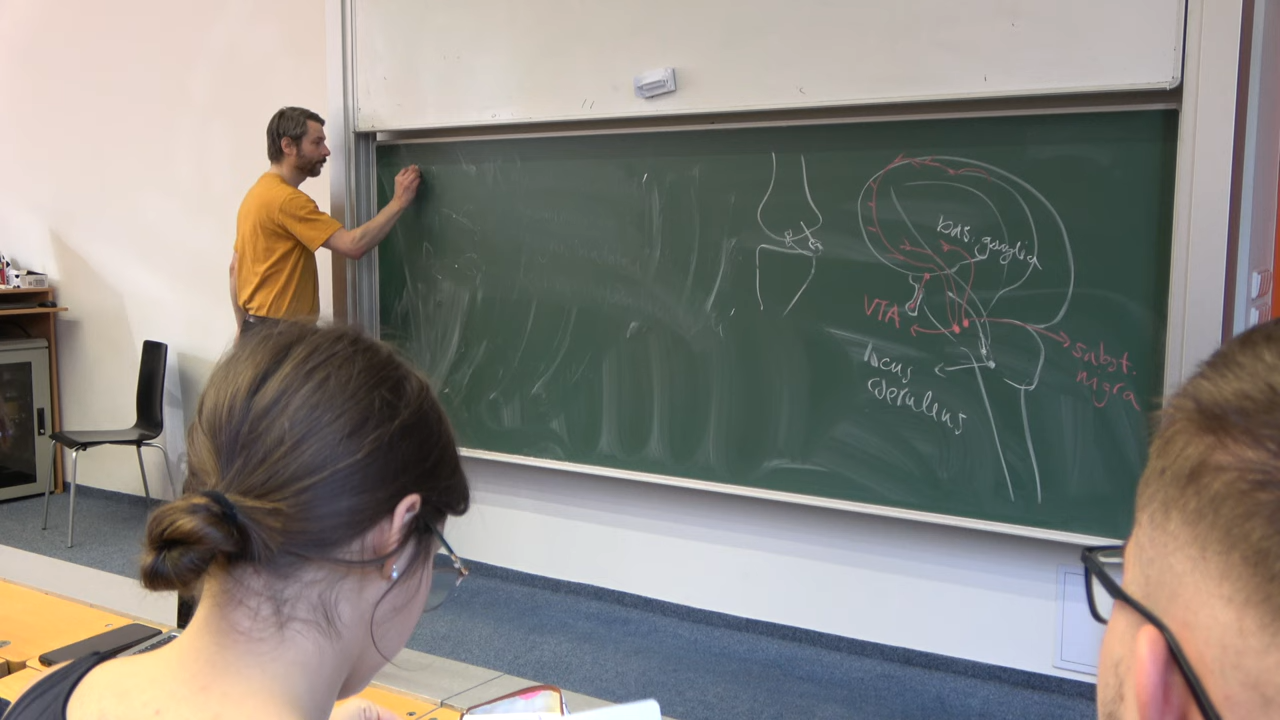 bas. ganglia
VTA
locus
coeruleus
subst.
nigra